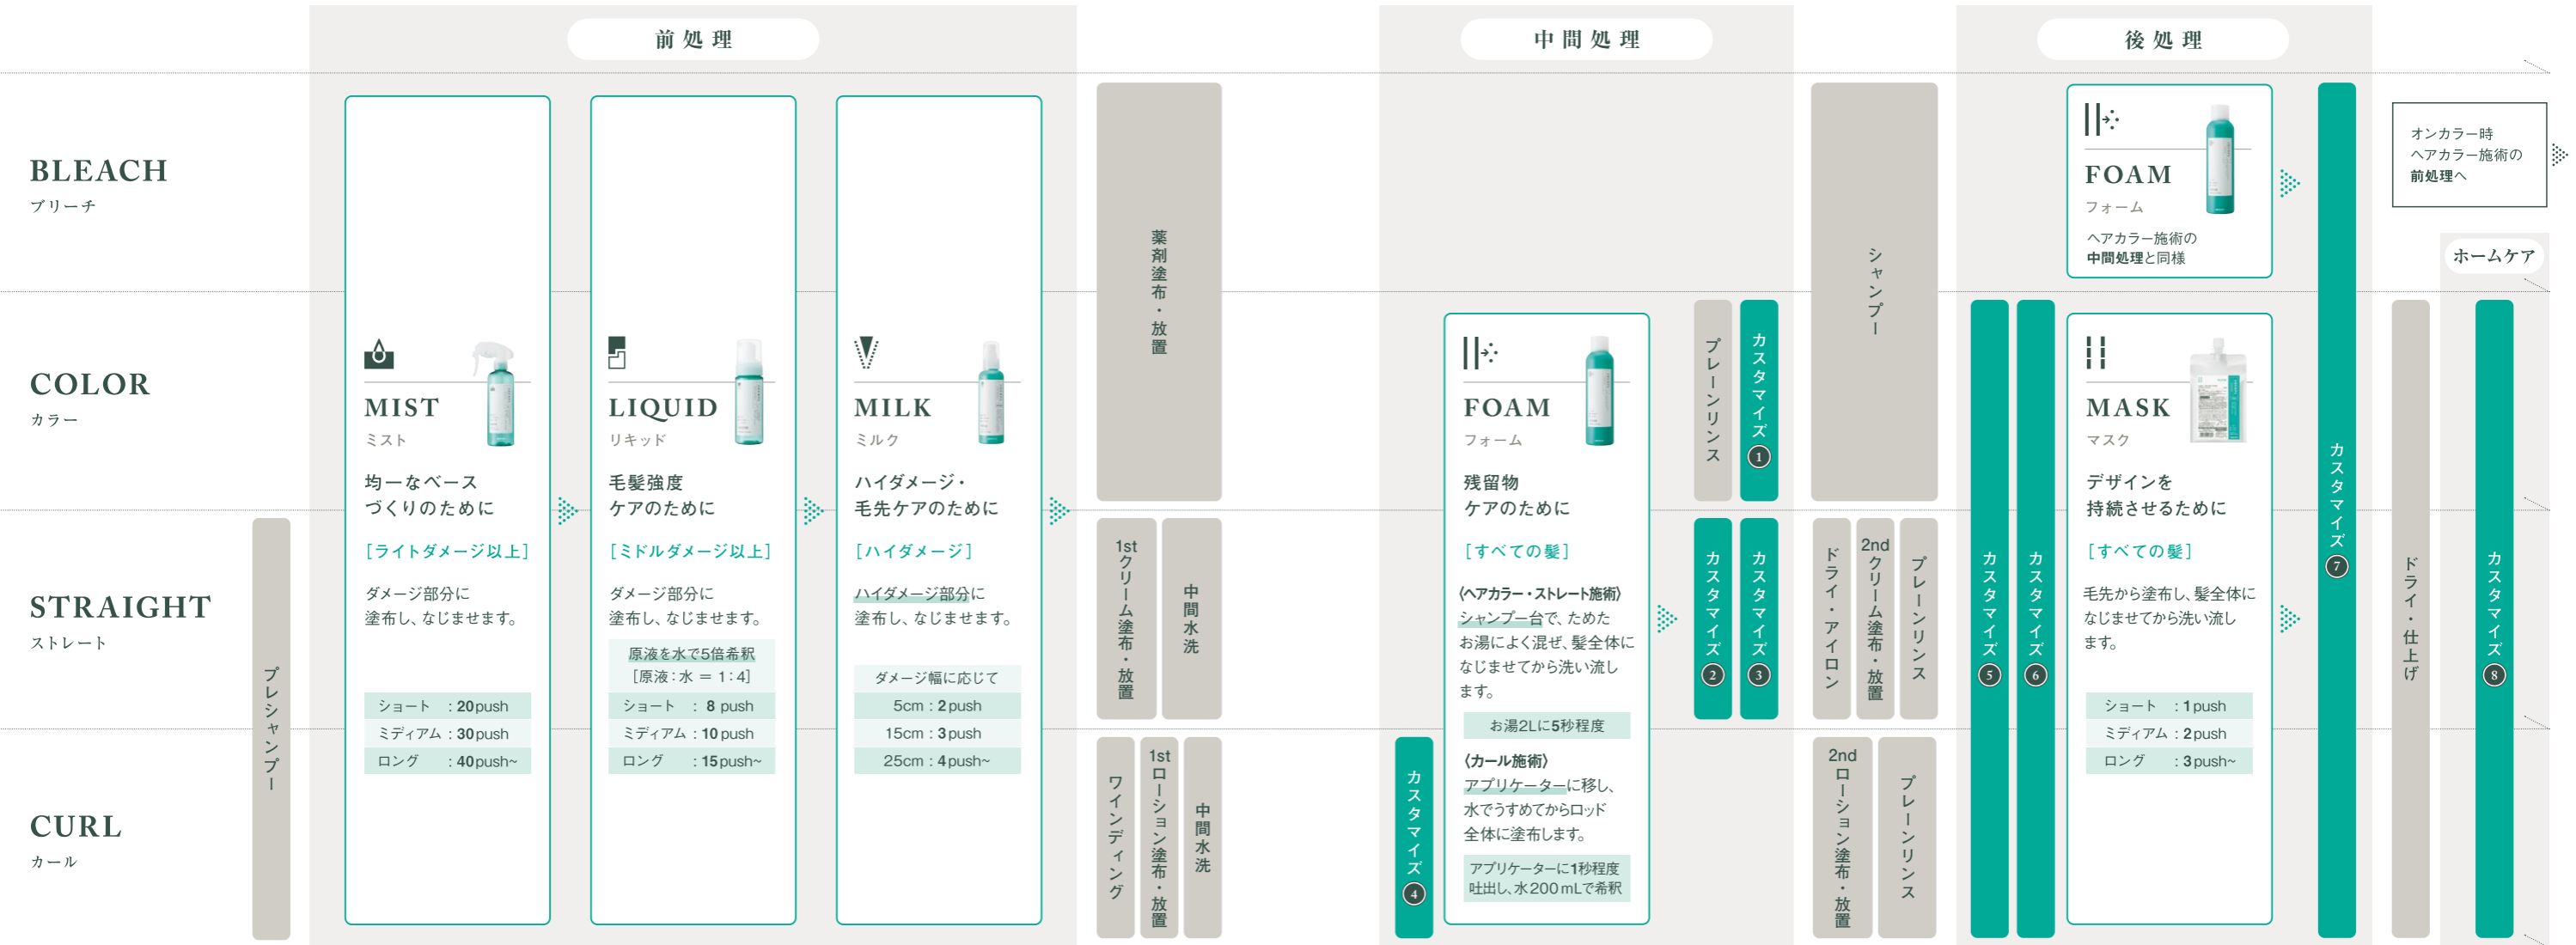 前処理
中間処理
後処理
BLEACH
ブリーチ
COLOR
カラー
STRAIGHT
ストレート
CURL
カール
プレシャンプー
MIST
ミスト
均一なベース
づくりのために
［ライトダメージ以上］
ダメージ部分に
塗布し、なじませます。
ショート : 20push
ミディアム : 30push
ロング : 40push~
LIQUID
リキッド
毛髪強度
ケアのために
［ミドルダメージ以上］
ダメージ部分に
塗布し、なじませます。
原液を水で5倍希釈
［原液：水 ＝ 1：4］
ショート : 8 push
ミディアム : 10 push
ロング : 15push~
MILK
ミルク
ハイダメージ・
毛先ケアのために
［ハイダメージ］
ハイダメージ部分に
塗布し、なじませます。
ダメージ幅に応じて
5cm : 2push
15cm : 3push
25cm : 4push~
薬剤塗布・放置
1stクリーム塗布・放置
中間水洗
ワインディング
1stローション塗布・放置
中間水洗
カスタマイズ4
FOAM
フォーム
残留物
ケアのために
［すべての髪］
〈ヘアカラー・ストレート施術〉
シャンプー台で、ためた
お湯によく混ぜ、髪全体に
なじませてから洗い流し
ます。
お湯2Lに5秒程度
〈カール施術〉
アプリケーターに移し、
水でうすめてからロッド
全体に塗布します。
アプリケーターに1秒程度
吐出し、水200mLで希釈
プレーンリンス
カスタマイズ1
カスタマイズ2
カスタマイズ3
シャンプー
ドライ・アイロン
2ndクリーム塗布・放置
プレーンリンス
2ndローション塗布・放置
プレーンリンス
カスタマイズ5
カスタマイズ6
FOAM
フォーム
ヘアカラー施術の
中間処理と同様
MASK
マスク
デザインを
持続させるために
［すべての髪］
毛先から塗布し、髪全体に
なじませてから洗い流し
ます。
ショート : 1push
ミディアム : 2push
ロング : 3push~
カスタマイズ7
オンカラー時
ヘアカラー施術の
前処理へ
ドライ・仕上げ
ホームケア
カスタマイズ8